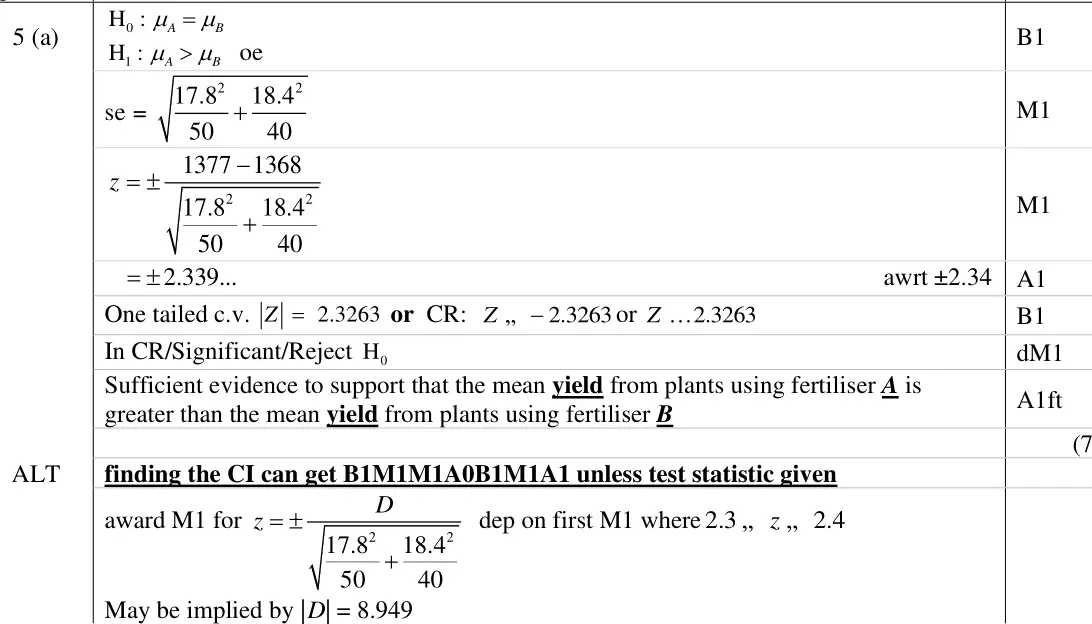 5 (a)
H₀ : μ_A = μ_B
H₁ : μ_A > μ_B oe
B1
se = √(17.8²/50 + 18.4²/40)
M1
z = ± (1377 − 1368) / √(17.8²/50 + 18.4²/40)
M1
= ± 2.339... awrt ±2.34 A1
One tailed c.v. |Z| = 2.3263 or CR: Z ,, − 2.3263 or Z …2.3263 B1
In CR/Significant/Reject H₀ dM1
Sufficient evidence to support that the mean yield from plants using fertiliser A is
greater than the mean yield from plants using fertiliser B
A1ft
(7
ALT finding the CI can get B1M1M1A0B1M1A1 unless test statistic given
award M1 for z = ± D / √(17.8²/50 + 18.4²/40) dep on first M1 where 2.3 ,, z ,, 2.4
May be implied by |D| = 8.949